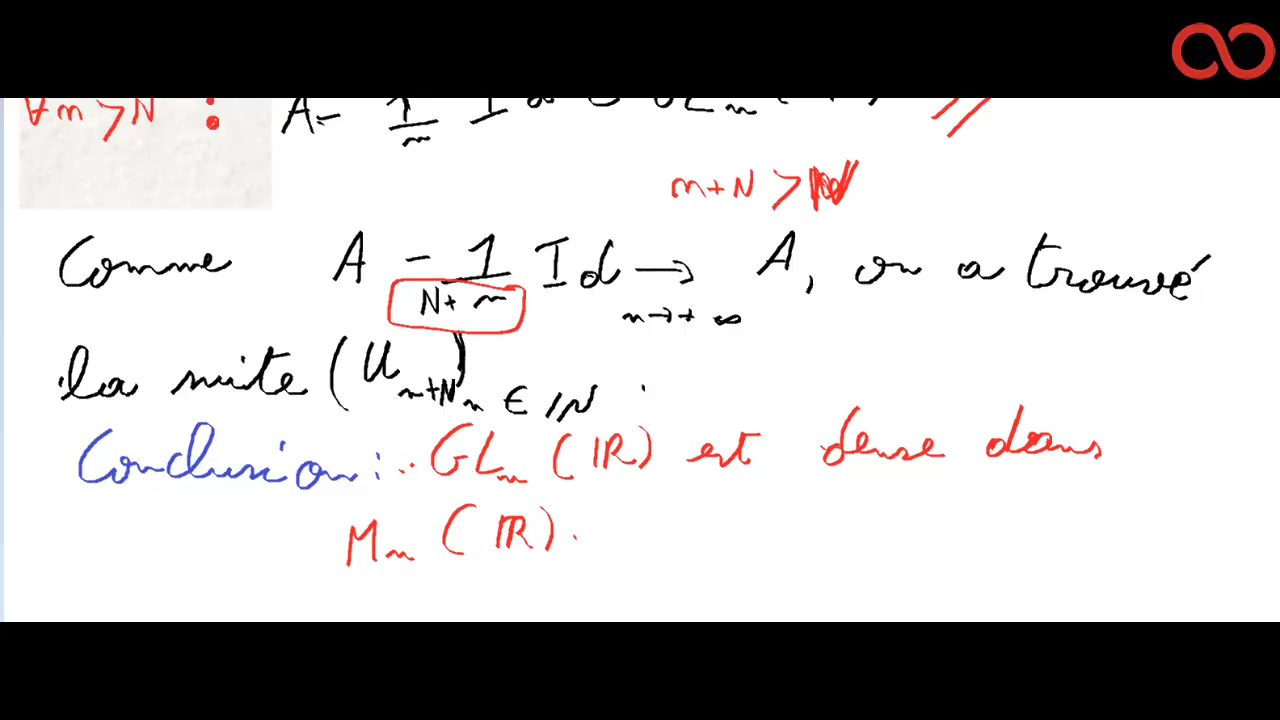 ∀n > N : A - 1/n Id ∈ GLn
n+N > N
Comme A - 1/(N+n) Id → A, on a trouvé
n→+∞
la suite (U n+N) n ∈ IN
Conclusion : GLn (IR) est dense dans
Mn (IR).